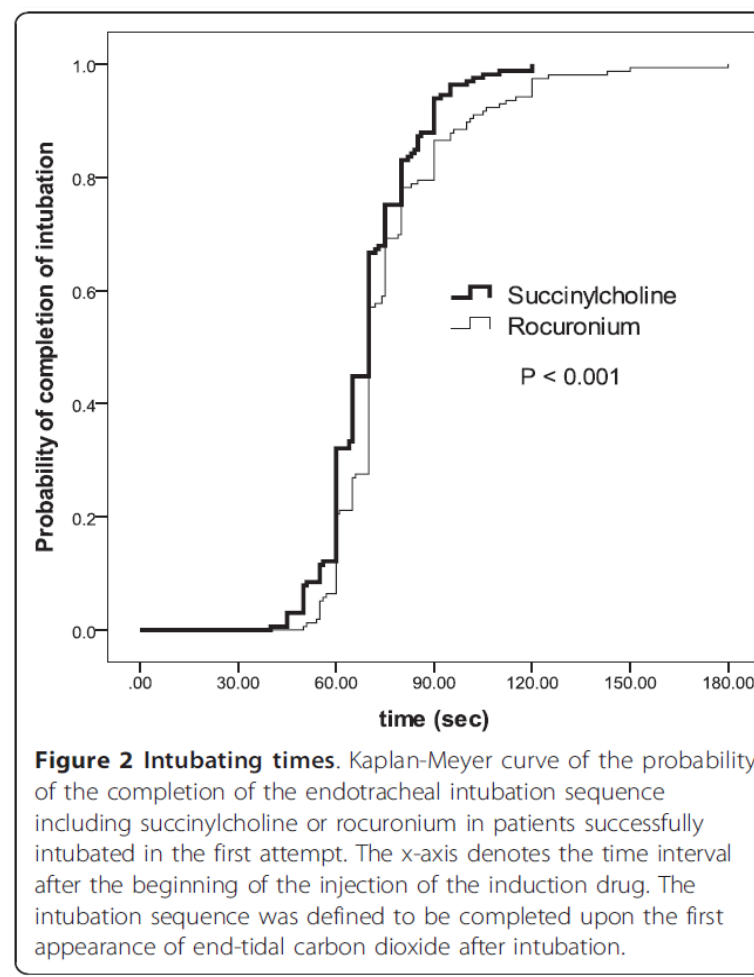 1.0
0.8
0.6
0.4
0.2
0.0
Probability of completion of intubation
Succinylcholine
Rocuronium
P < 0.001
.00 30.00 60.00 90.00 120.00 150.00 180.00
time (sec)
Figure 2 Intubating times. Kaplan-Meyer curve of the probability
of the completion of the endotracheal intubation sequence
including succinylcholine or rocuronium in patients successfully
intubated in the first attempt. The x-axis denotes the time interval
after the beginning of the injection of the induction drug. The
intubation sequence was defined to be completed upon the first
appearance of end-tidal carbon dioxide after intubation.